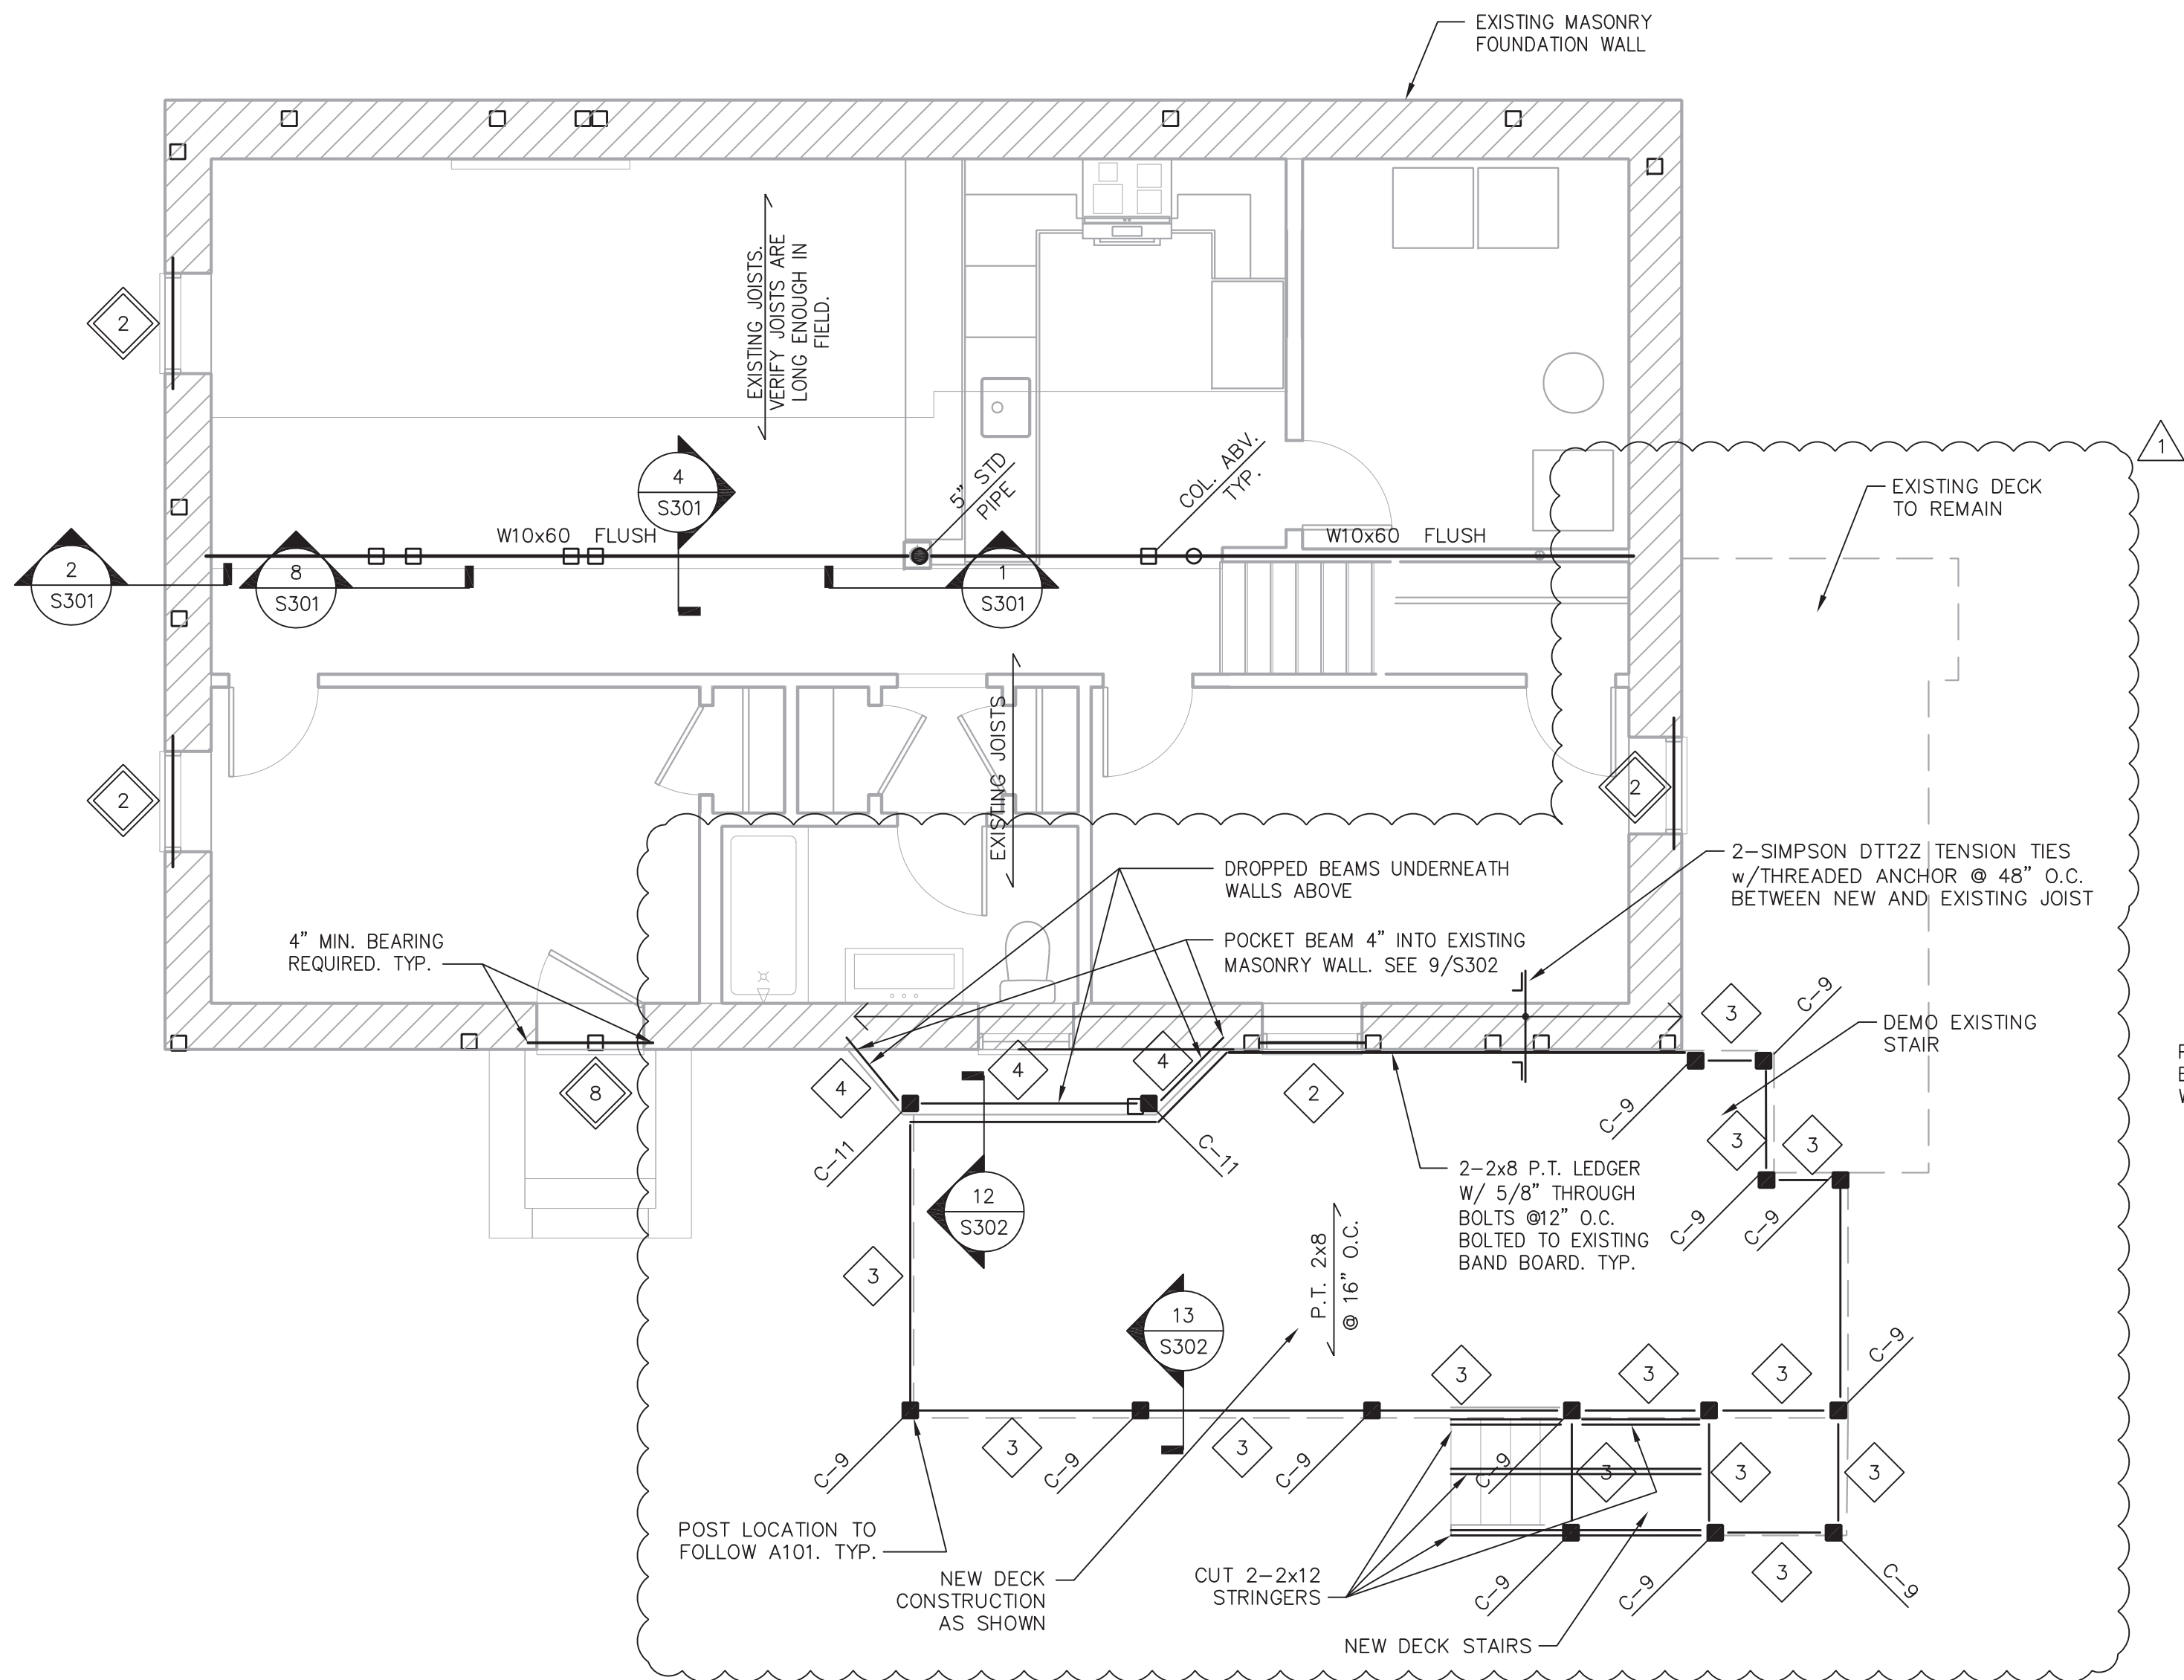 EXISTING MASONRY
FOUNDATION WALL
2
EXISTING JOISTS.
VERIFY JOISTS ARE
LONG ENOUGH IN
FIELD.
1
4
S301
5" STD
PIPE
COL. ABV.
TYP.
EXISTING DECK
TO REMAIN
W10x60 FLUSH
W10x60 FLUSH
2
S301
8
S301
1
S301
2
2
EXISTING JOISTS
DROPPED BEAMS UNDERNEATH
WALLS ABOVE
2-SIMPSON DTT2Z TENSION TIES
w/THREADED ANCHOR @ 48" O.C.
BETWEEN NEW AND EXISTING JOIST
4" MIN. BEARING
REQUIRED. TYP.
POCKET BEAM 4" INTO EXISTING
MASONRY WALL. SEE 9/S302
C-9
3
DEMO EXISTING
STAIR
8
4
4
4
2
C-9
3
3
C-11
C-11
2-2x8 P.T. LEDGER
W/ 5/8" THROUGH
BOLTS @12" O.C.
BOLTED TO EXISTING
BAND BOARD. TYP.
C-9
C-9
12
S302
3
P.T. 2x8
@ 16" O.C.
13
S302
3
3
3
C-9
C-9
3
C-9
3
C-9
C-9
3
3
3
POST LOCATION TO
FOLLOW A101. TYP.
NEW DECK
CONSTRUCTION
AS SHOWN
CUT 2-2x12
STRINGERS
C-9
C-9
3
C-9
NEW DECK STAIRS